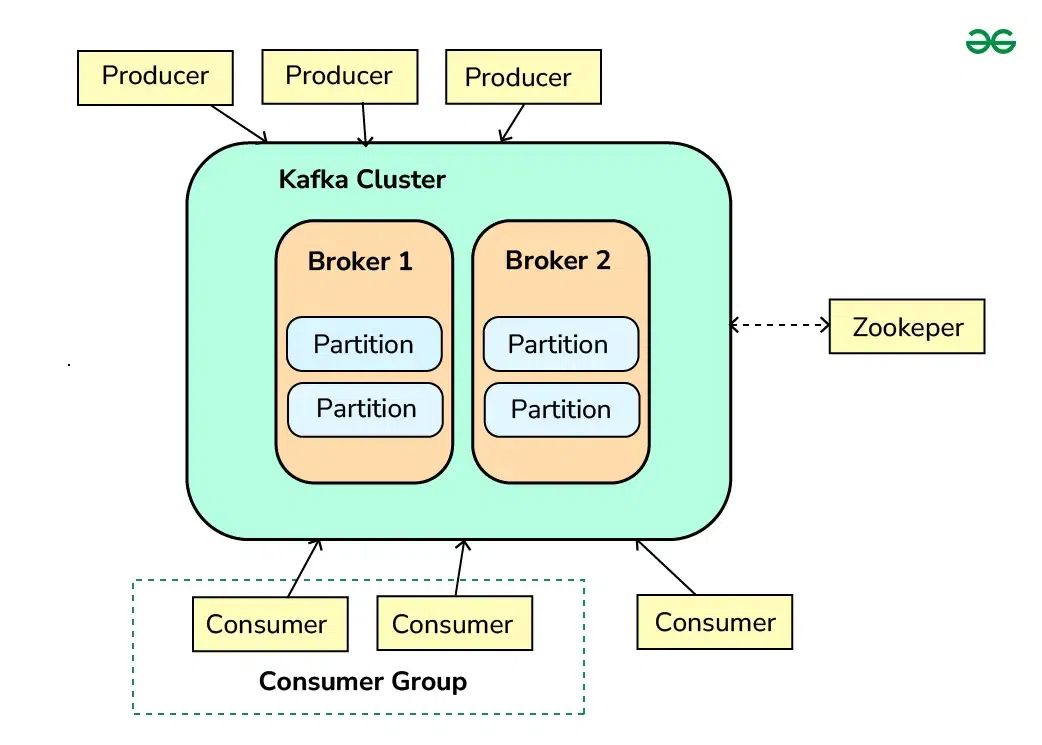 Producer
Producer
Producer
Kafka Cluster
Broker 1
Broker 2
Partition
Partition
Partition
Partition
Zookeper
Consumer
Consumer
Consumer
Consumer Group